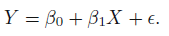 Y = β₀ + β₁X + ϵ.